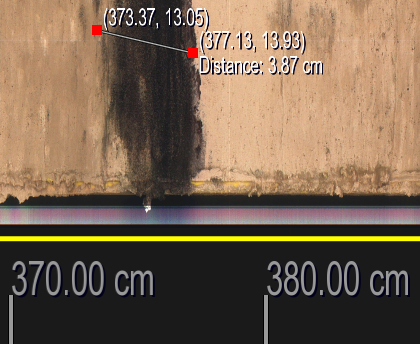 (373.37, 13.05)
(377.13, 13.93)
Distance: 3.87 cm
370.00 cm
380.00 cm